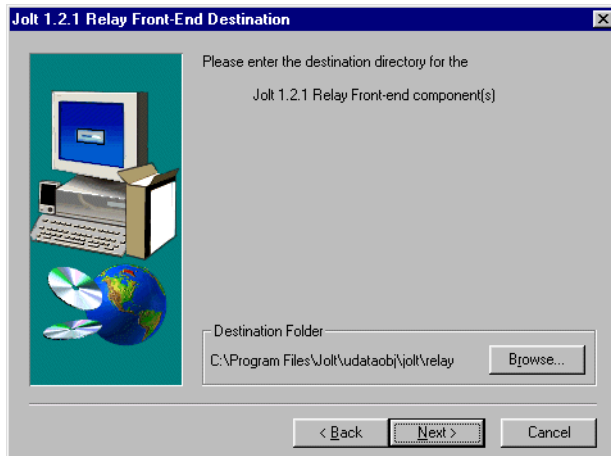 Jolt 1.2.1 Relay Front-End Destination
Please enter the destination directory for the
Jolt 1.2.1 Relay Front-end component(s)
Destination Folder
C:\Program Files\Jolt\udataobj\jolt\relay
Browse...
< Back
Next >
Cancel